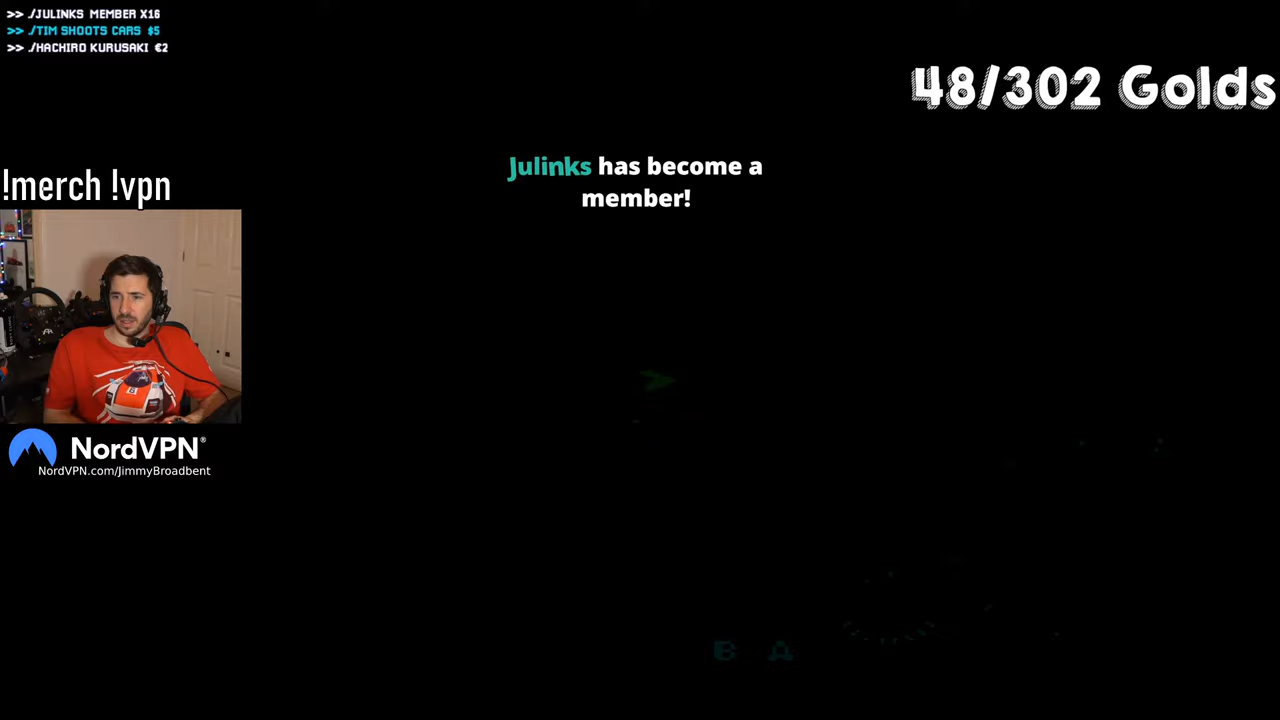 >> ./JULINKS MEMBER X16
>> ./TIM SHOOTS CARS $5
>> ./HACHIRO KURUSAKI €2
48/302 Golds
Julinks has become a
member!
!merch !vpn
NordVPN®
NordVPN.com/JimmyBroadbent
B A